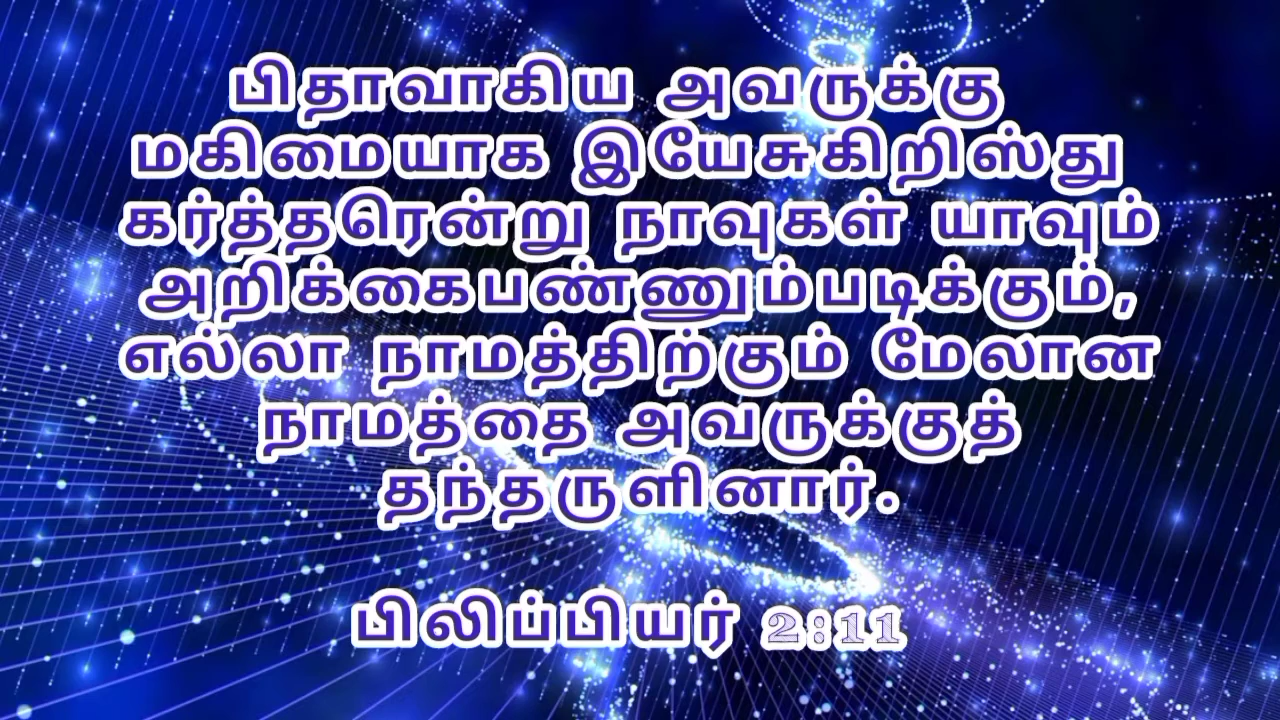 பிதாவாகிய அவருக்கு
மகிமையாக இயேசுகிறிஸ்து
கர்த்தரென்று நாவுகள் யாவும்
அறிக்கைபண்ணும்படிக்கும்,
எல்லா நாமத்திற்கும் மேலான
நாமத்தை அவருக்குத்
தந்தருளினார்.
பிலிப்பியர் 2:11